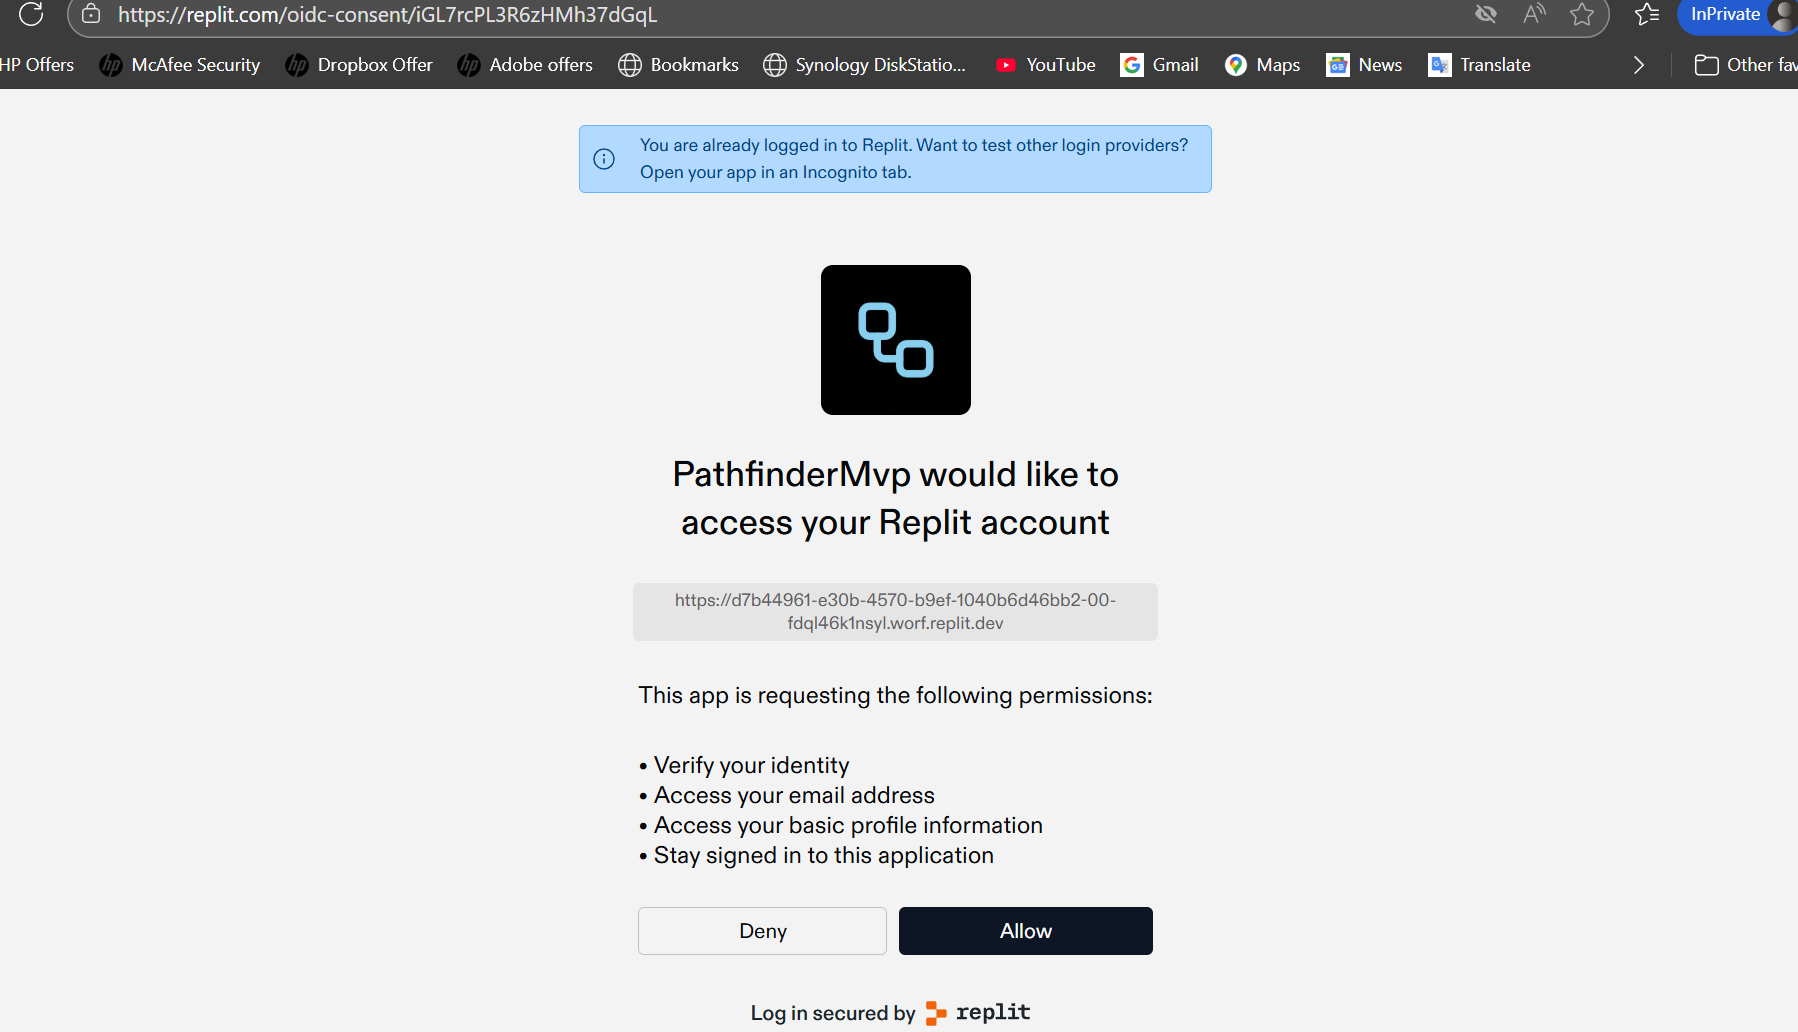 https://replit.com/oidc-consent/iGL7rcPL3R6zHMh37dGqL InPrivate
HP Offers McAfee Security Dropbox Offer Adobe offers Bookmarks Synology DiskStatio... YouTube Gmail Maps News Translate Other fav
You are already logged in to Replit. Want to test other login providers?
Open your app in an Incognito tab.
PathfinderMvp would like to
access your Replit account
https://d7b44961-e30b-4570-b9ef-1040b6d46bb2-00-
fdql46k1nsyl.worf.replit.dev
This app is requesting the following permissions:
• Verify your identity
• Access your email address
• Access your basic profile information
• Stay signed in to this application
Deny Allow
Log in secured by replit